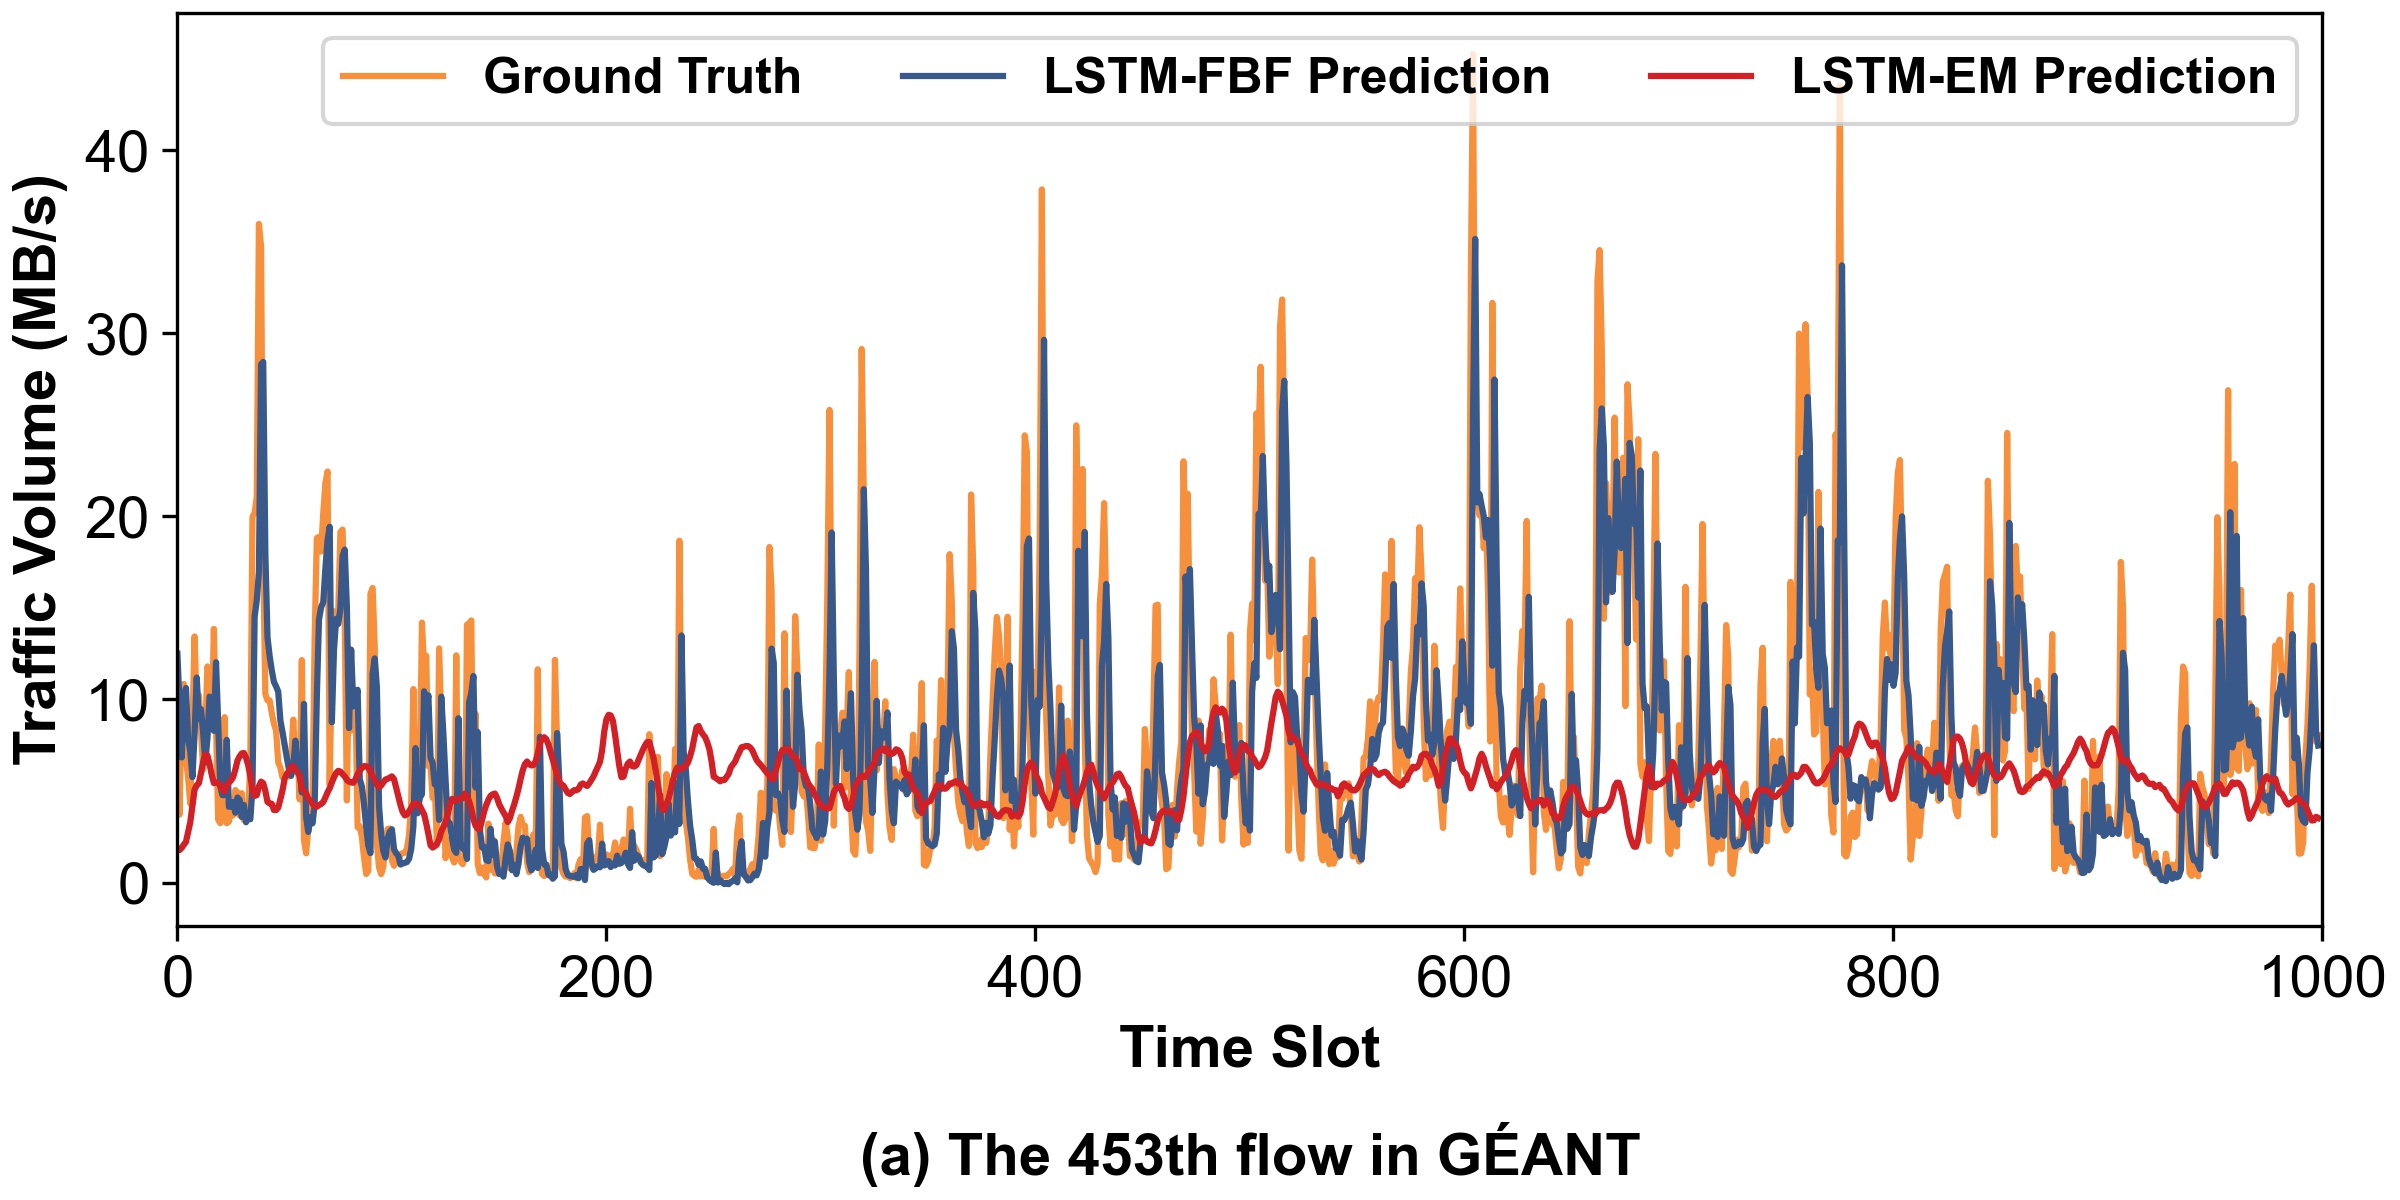 Ground Truth LSTM-FBF Prediction LSTM-EM Prediction
Traffic Volume (MB/s)
40
30
20
10
0
0 200 400 600 800 1000
Time Slot
(a) The 453th flow in GÉANT